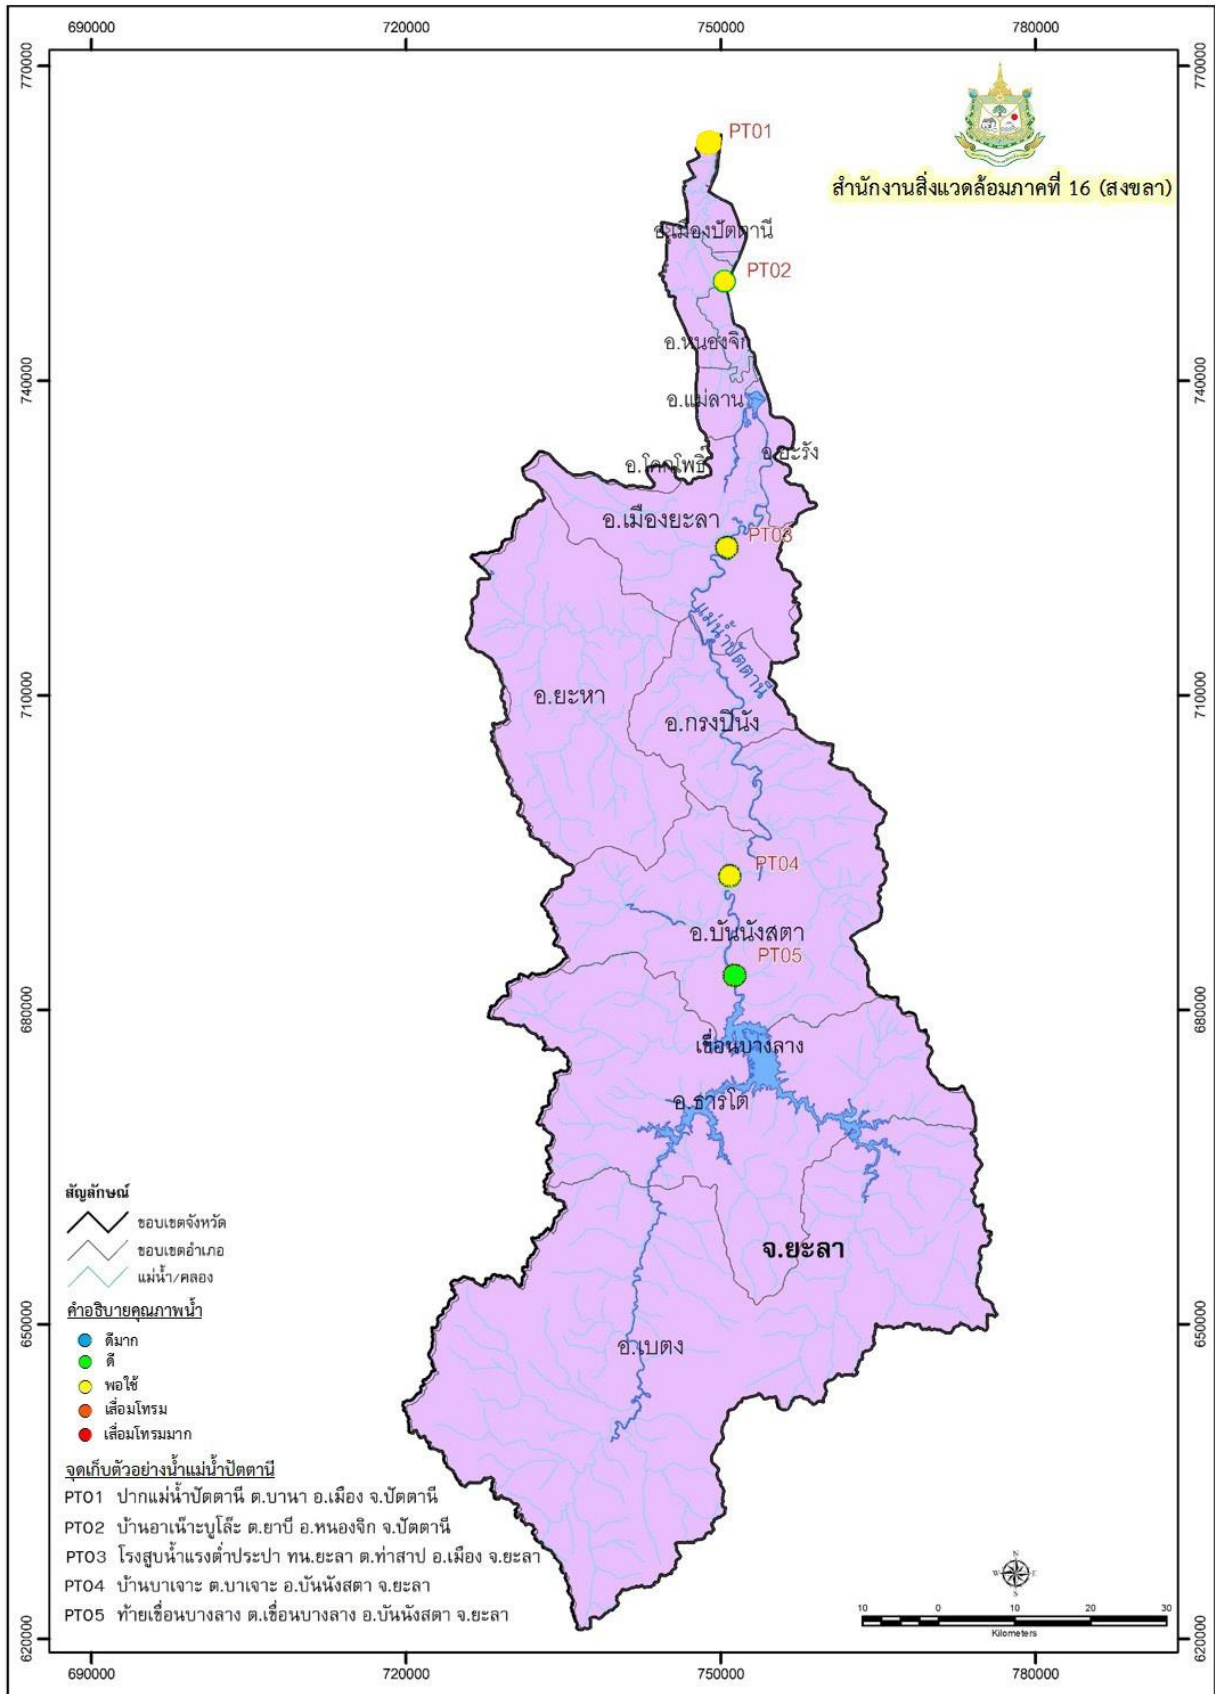 690000 720000 750000 780000
770000 770000
PT01
สำนักงานสิ่งแวดล้อมภาคที่ 16 (สงขลา)
อ.เมืองปัตตานี
PT02
อ.หนองจิก
740000 740000
อ.แม่ลาน
อ.ยะรัง
อ.โคกโพธิ์
อ.เมืองยะลา
PT03
แม่น้ำปัตตานี
710000 710000
อ.ยะหา
อ.กรงปินัง
PT04
อ.บันนังสตา
PT05
680000 680000
เขื่อนบางลาง
อ.ธารโต
สัญลักษณ์
ขอบเขตจังหวัด
ขอบเขตอำเภอ
แม่น้ำ/คลอง
จ.ยะลา
คำอธิบายคุณภาพน้ำ
650000 650000
ดีมาก
ดี
พอใช้
เสื่อมโทรม
เสื่อมโทรมมาก
อ.เบตง
จุดเก็บตัวอย่างน้ำแม่น้ำปัตตานี
PT01 ปากแม่น้ำปัตตานี ต.บานา อ.เมือง จ.ปัตตานี
PT02 บ้านอาเน๊าะบูโล๊ะ ต.ยาบี อ.หนองจิก จ.ปัตตานี
PT03 โรงสูบน้ำแรงต่ำประปา ทน.ยะลา ต.ท่าสาป อ.เมือง จ.ยะลา
PT04 บ้านบาเจาะ ต.บาเจาะ อ.บันนังสตา จ.ยะลา
PT05 ท้ายเขื่อนบางลาง ต.เขื่อนบางลาง อ.บันนังสตา จ.ยะลา
N
W E
S
10 0 10 20 30
Kilometers
620000 620000
690000 720000 750000 780000